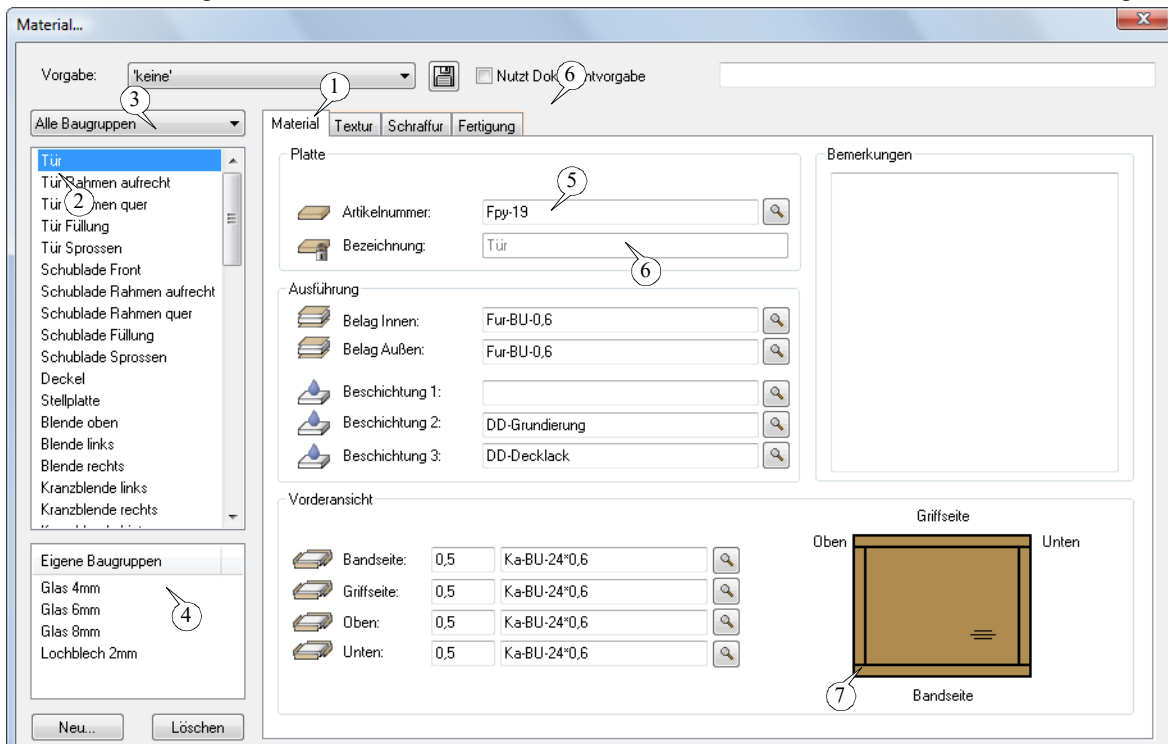 Material...
Vorgabe: 'keine' Nutzt Dok ntvorgabe
6
1
3
Alle Baugruppen
Material Textur Schraffur Fertigung
Tür
Tür Rahmen aufrecht
Tür men quer
2
Tür Füllung
Tür Sprossen
Schublade Front
Schublade Rahmen aufrecht
Schublade Rahmen quer
Schublade Füllung
Schublade Sprossen
Deckel
Stellplatte
Blende oben
Blende links
Blende rechts
Kranzblende links
Kranzblende rechts
Eigene Baugruppen
Glas 4mm
Glas 6mm
Glas 8mm
Lochblech 2mm
4
Neu... Löschen
Platte
5
Artikelnummer: Fpy-19
Bezeichnung: Tür
6
Ausführung
Belag Innen: Fur-BU-0,6
Belag Außen: Fur-BU-0,6
Beschichtung 1:
Beschichtung 2: DD-Grundierung
Beschichtung 3: DD-Decklack
Bemerkungen
Vorderansicht
Bandseite: 0,5 Ka-BU-24*0,6
Griffseite: 0,5 Ka-BU-24*0,6
Oben: 0,5 Ka-BU-24*0,6
Unten: 0,5 Ka-BU-24*0,6
Griffseite
Oben Unten
7
Bandseite